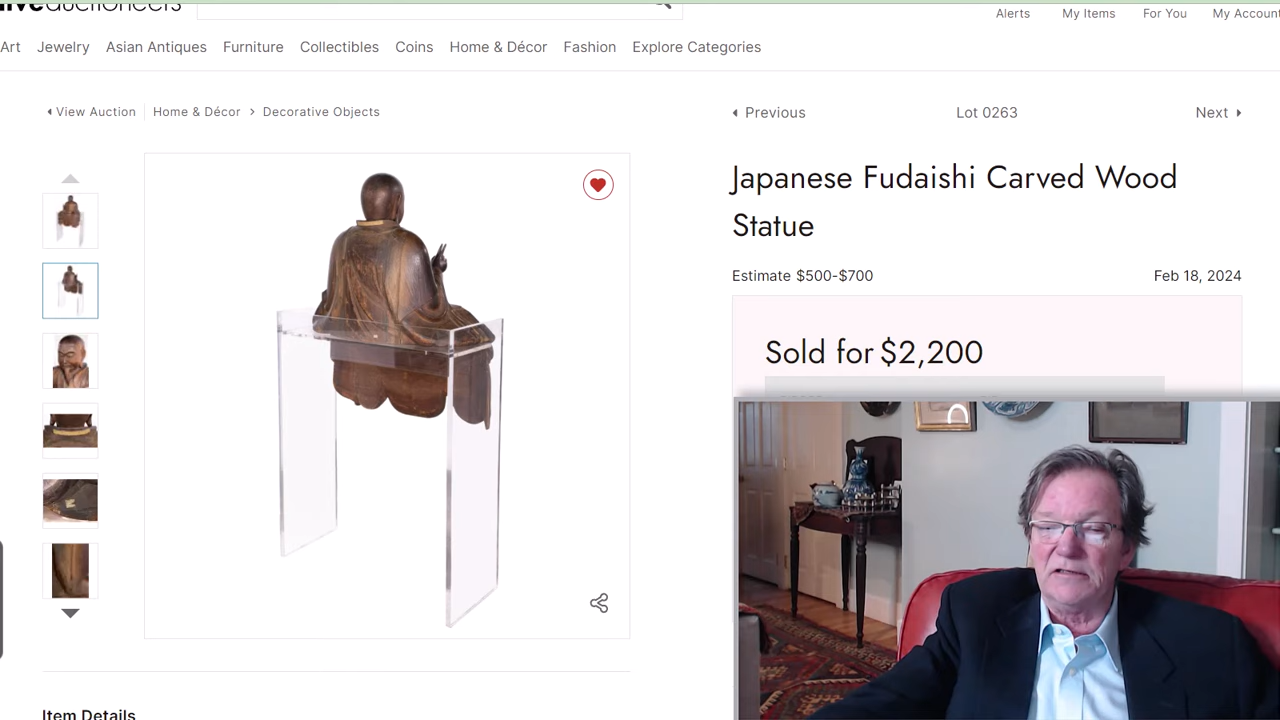 liveauctioneers
Alerts My Items For You My Account
Art Jewelry Asian Antiques Furniture Collectibles Coins Home & Décor Fashion Explore Categories
View Auction Home & Décor > Decorative Objects
Previous Lot 0263 Next
Japanese Fudaishi Carved Wood
Statue
Estimate $500-$700 Feb 18, 2024
Sold for $2,200
Item Details